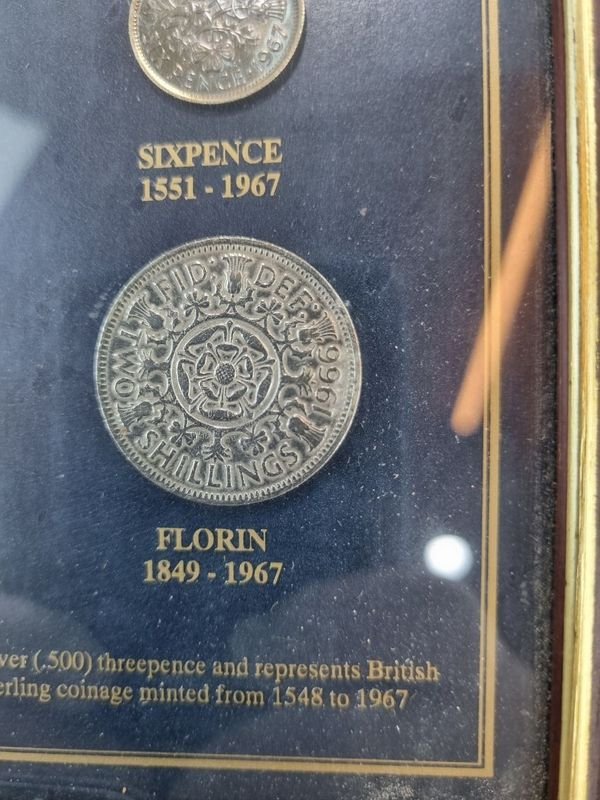 PENCE 1967
SIXPENCE
1551 - 1967
FID· DEF·
TWO SHILLINGS 1966
FLORIN
1849 - 1967
ver (.500) threepence and represents British
erling coinage minted from 1548 to 1967